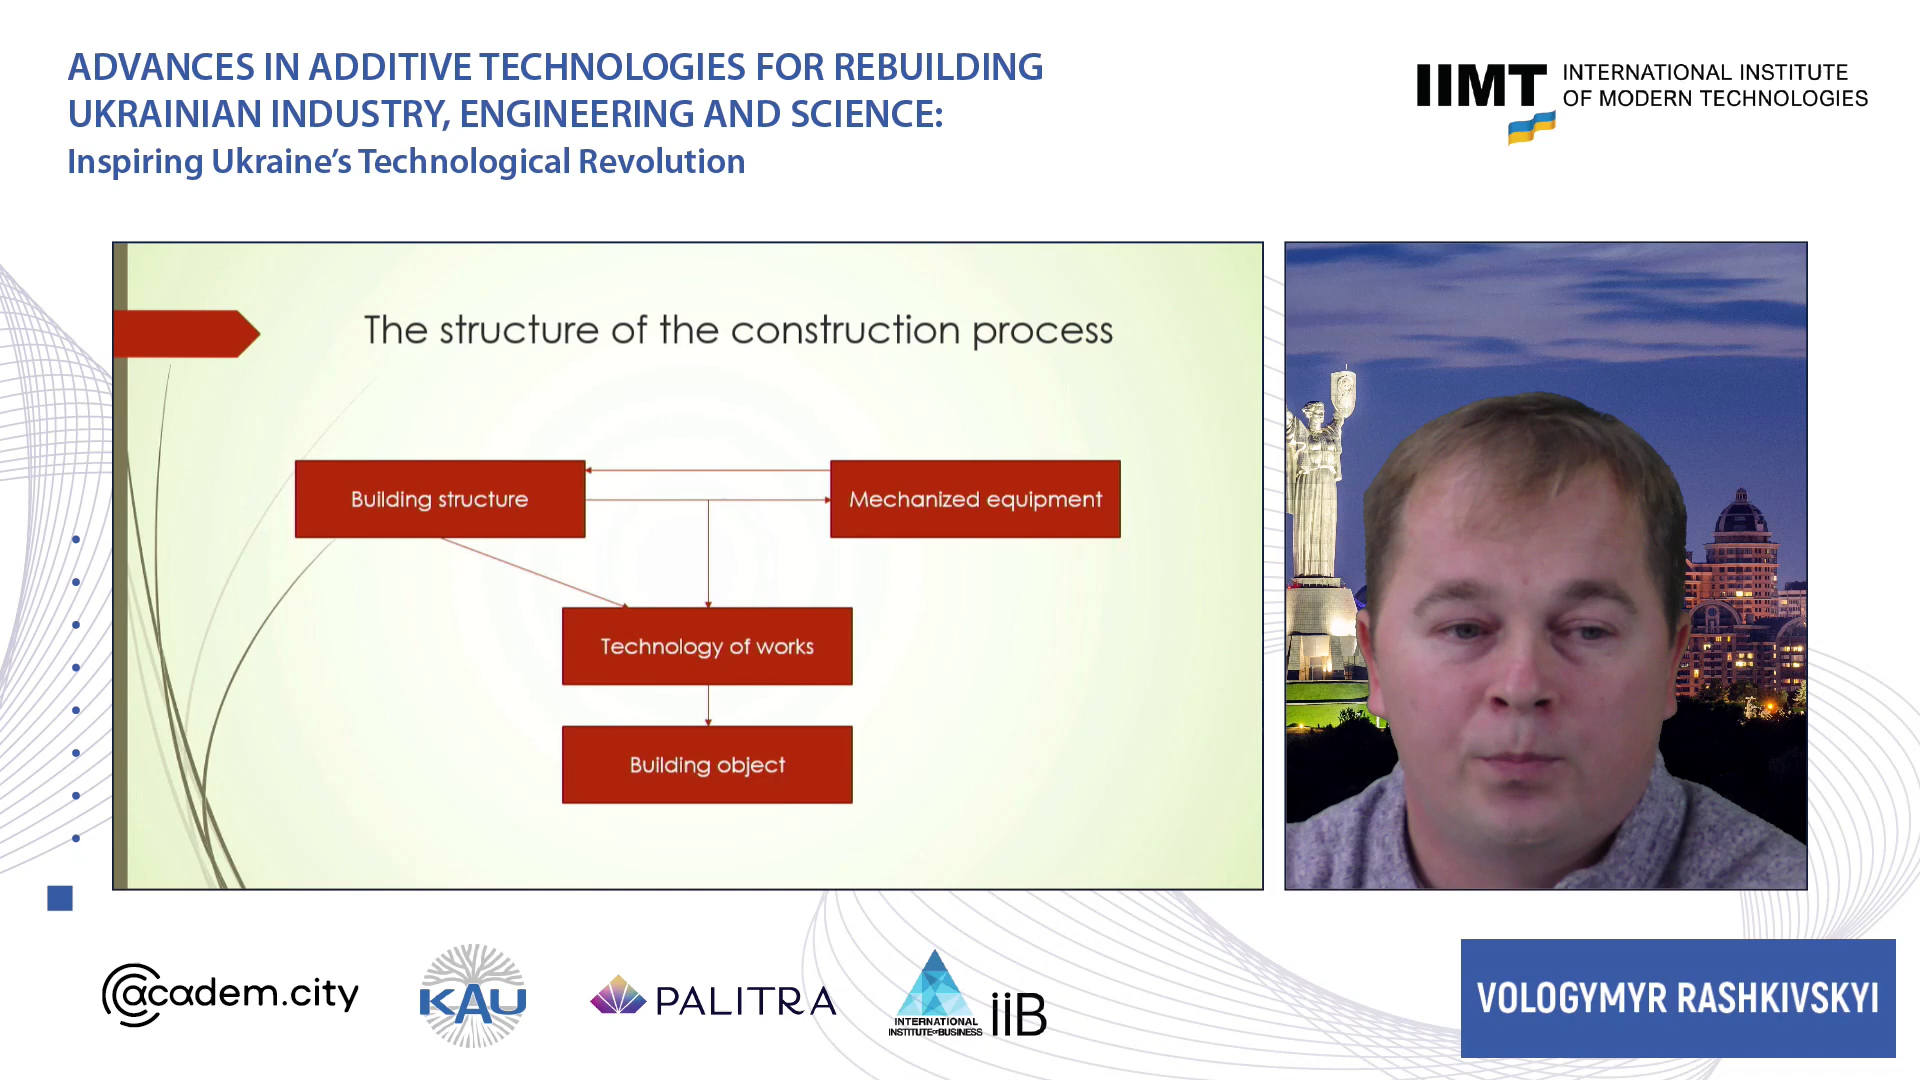 ADVANCES IN ADDITIVE TECHNOLOGIES FOR REBUILDING
UKRAINIAN INDUSTRY, ENGINEERING AND SCIENCE:
Inspiring Ukraine's Technological Revolution
IIMT INTERNATIONAL INSTITUTE
OF MODERN TECHNOLOGIES
The structure of the construction process
Building structure
Mechanized equipment
Technology of works
Building object
@cadem.city
KAU
PALITRA
INTERNATIONAL
INSTITUTE OF BUSINESS
iiB
VOLOGYMYR RASHKIVSKYI